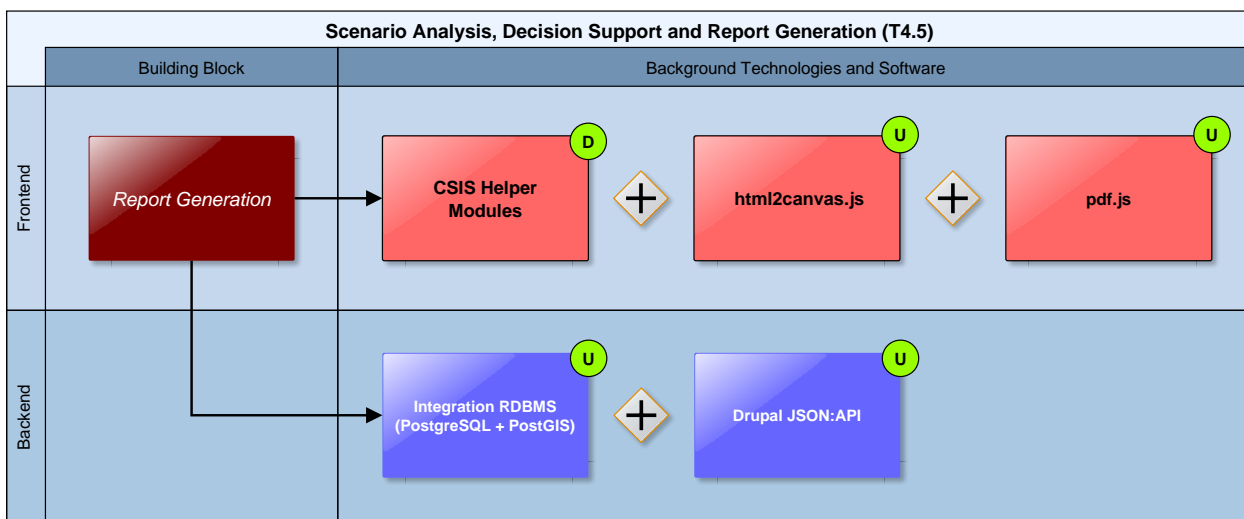 Scenario Analysis, Decision Support and Report Generation (T4.5)
Building Block
Background Technologies and Software
Frontend
Report Generation
D
CSIS Helper
Modules
U
html2canvas.js
U
pdf.js
Backend
U
Integration RDBMS
(PostgreSQL + PostGIS)
U
Drupal JSON:API